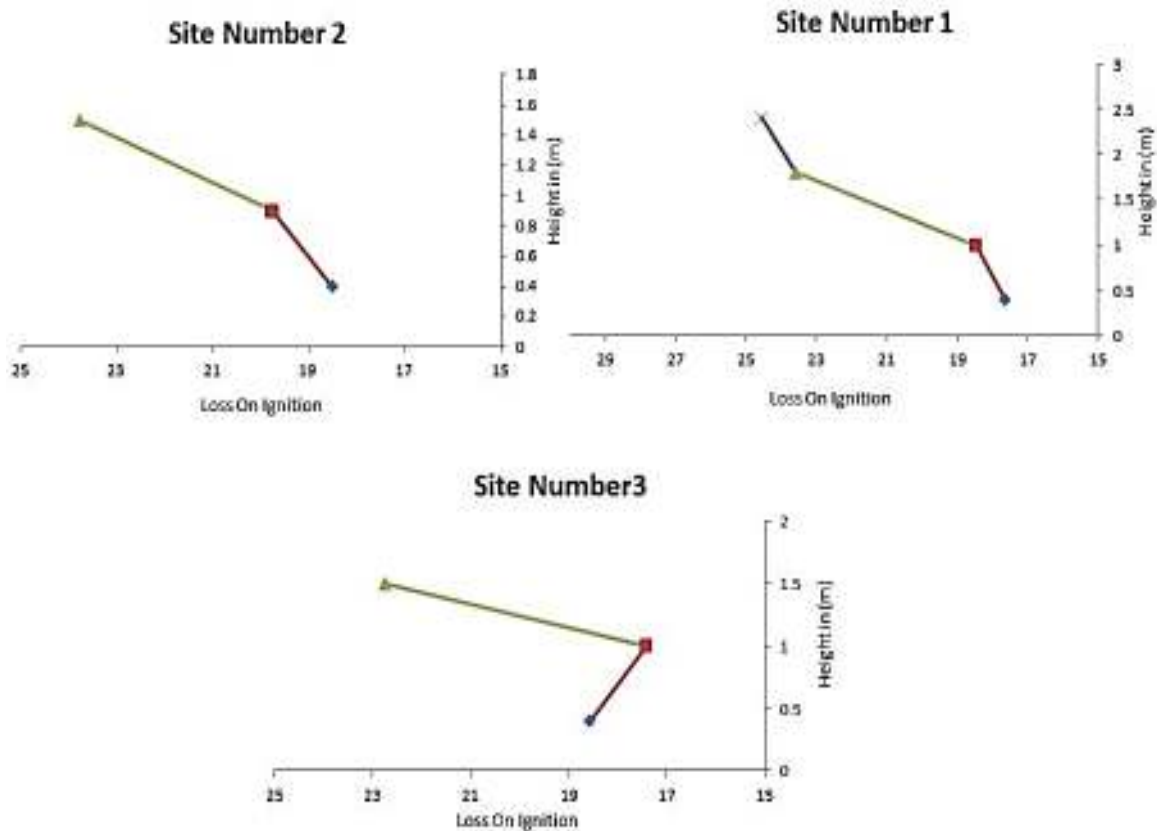 Site Number 2
1.8
1.6
1.4
1.2
1
0.8
0.6
0.4
0.2
0
Height in (m)
25 23 21 19 17 15
Loss On Ignition
Site Number 1
3
2.5
2
1.5
1
0.5
0
Height in (m)
29 27 25 23 21 19 17 15
Loss On Ignition
Site Number3
2
1.5
1
0.5
0
Height in (m)
25 23 21 19 17 15
Loss On Ignition